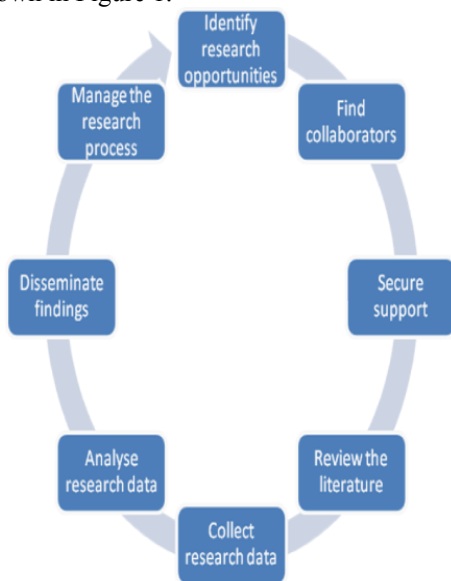 own in Figure 1.
Identify
research
opportunities
Find
collaborators
Secure
support
Review the
literature
Collect
research data
Analyse
research data
Disseminate
findings
Manage the
research
process